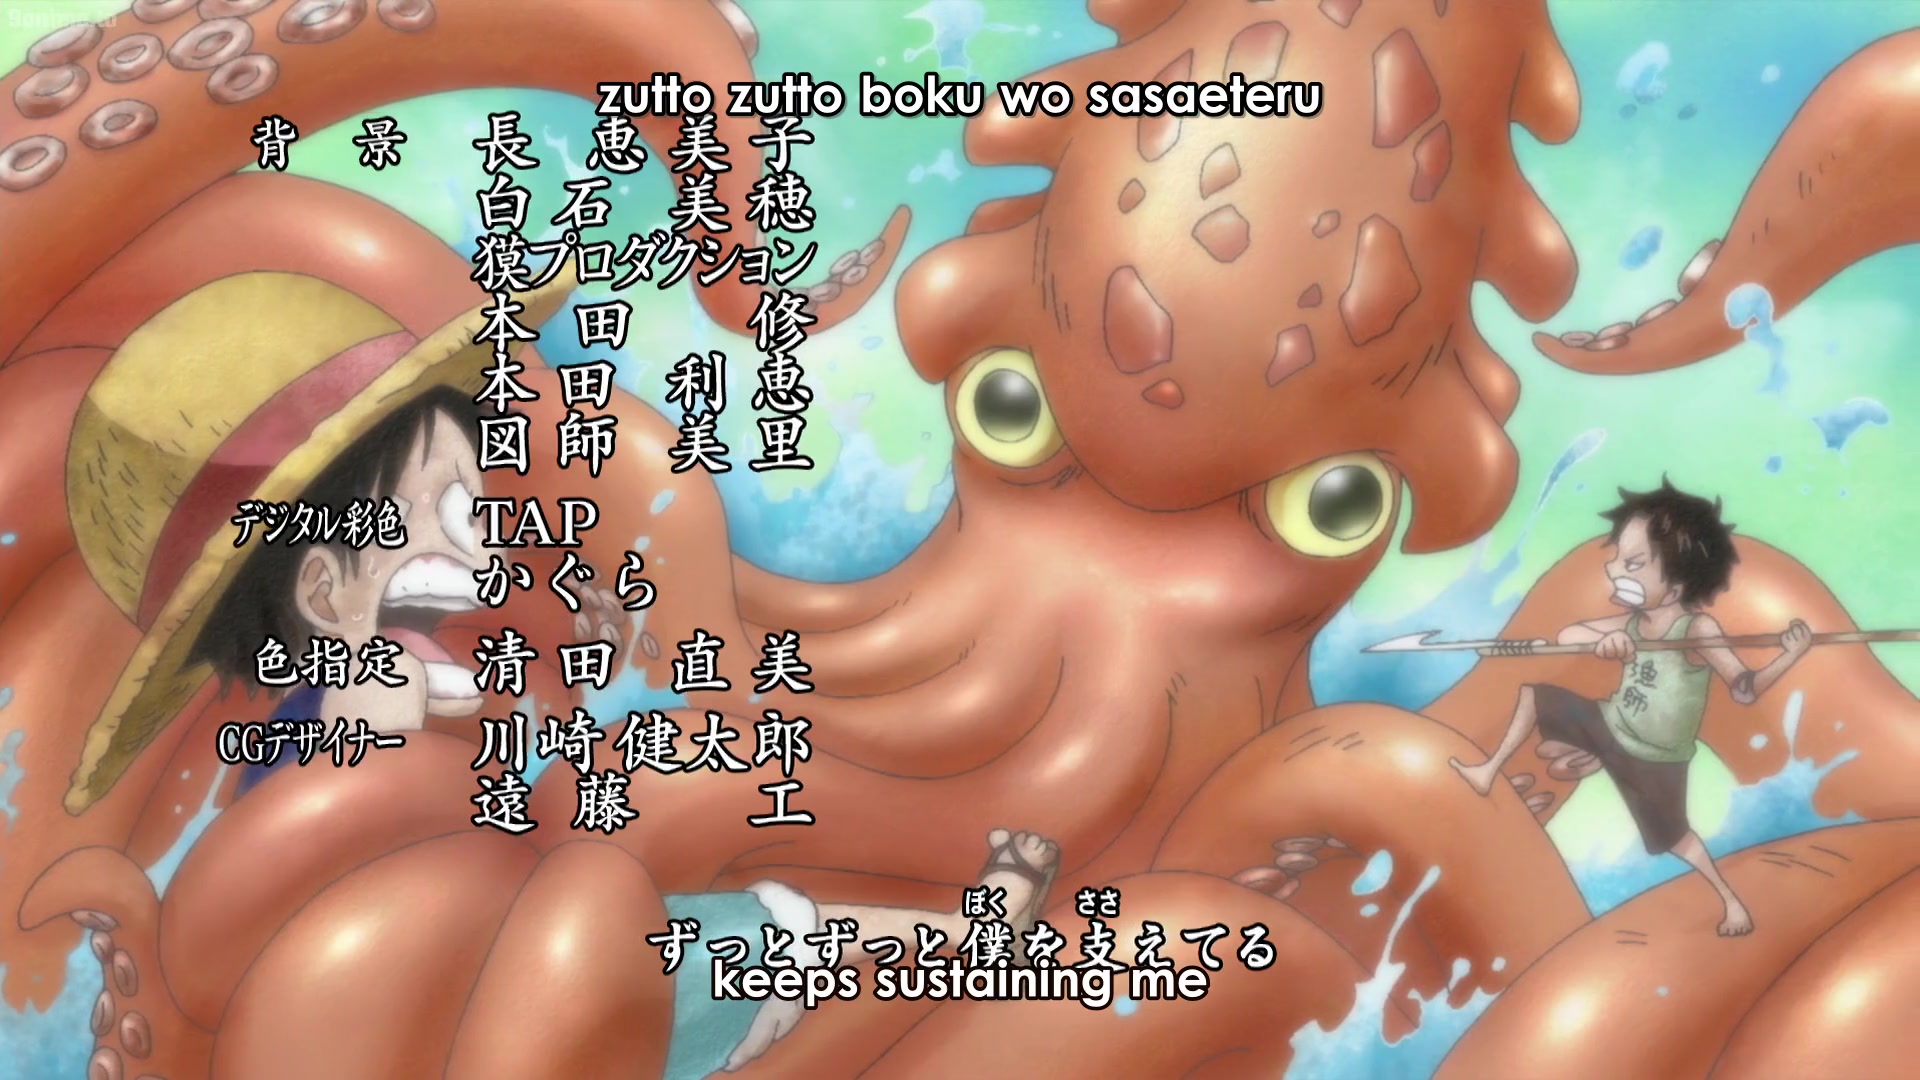 9anime.to
zutto zutto boku wo sasaeteru
背景 長恵美子
白石美穂
獏プロダクション
本田修
本田利恵
図師美里
デジタル彩色 TAP
かぐら
色指定 清田直美
CGデザイナー 川崎健太郎
遠藤工
漁師
ぼく ささ
ずっとずっと僕を支えてる
keeps sustaining me